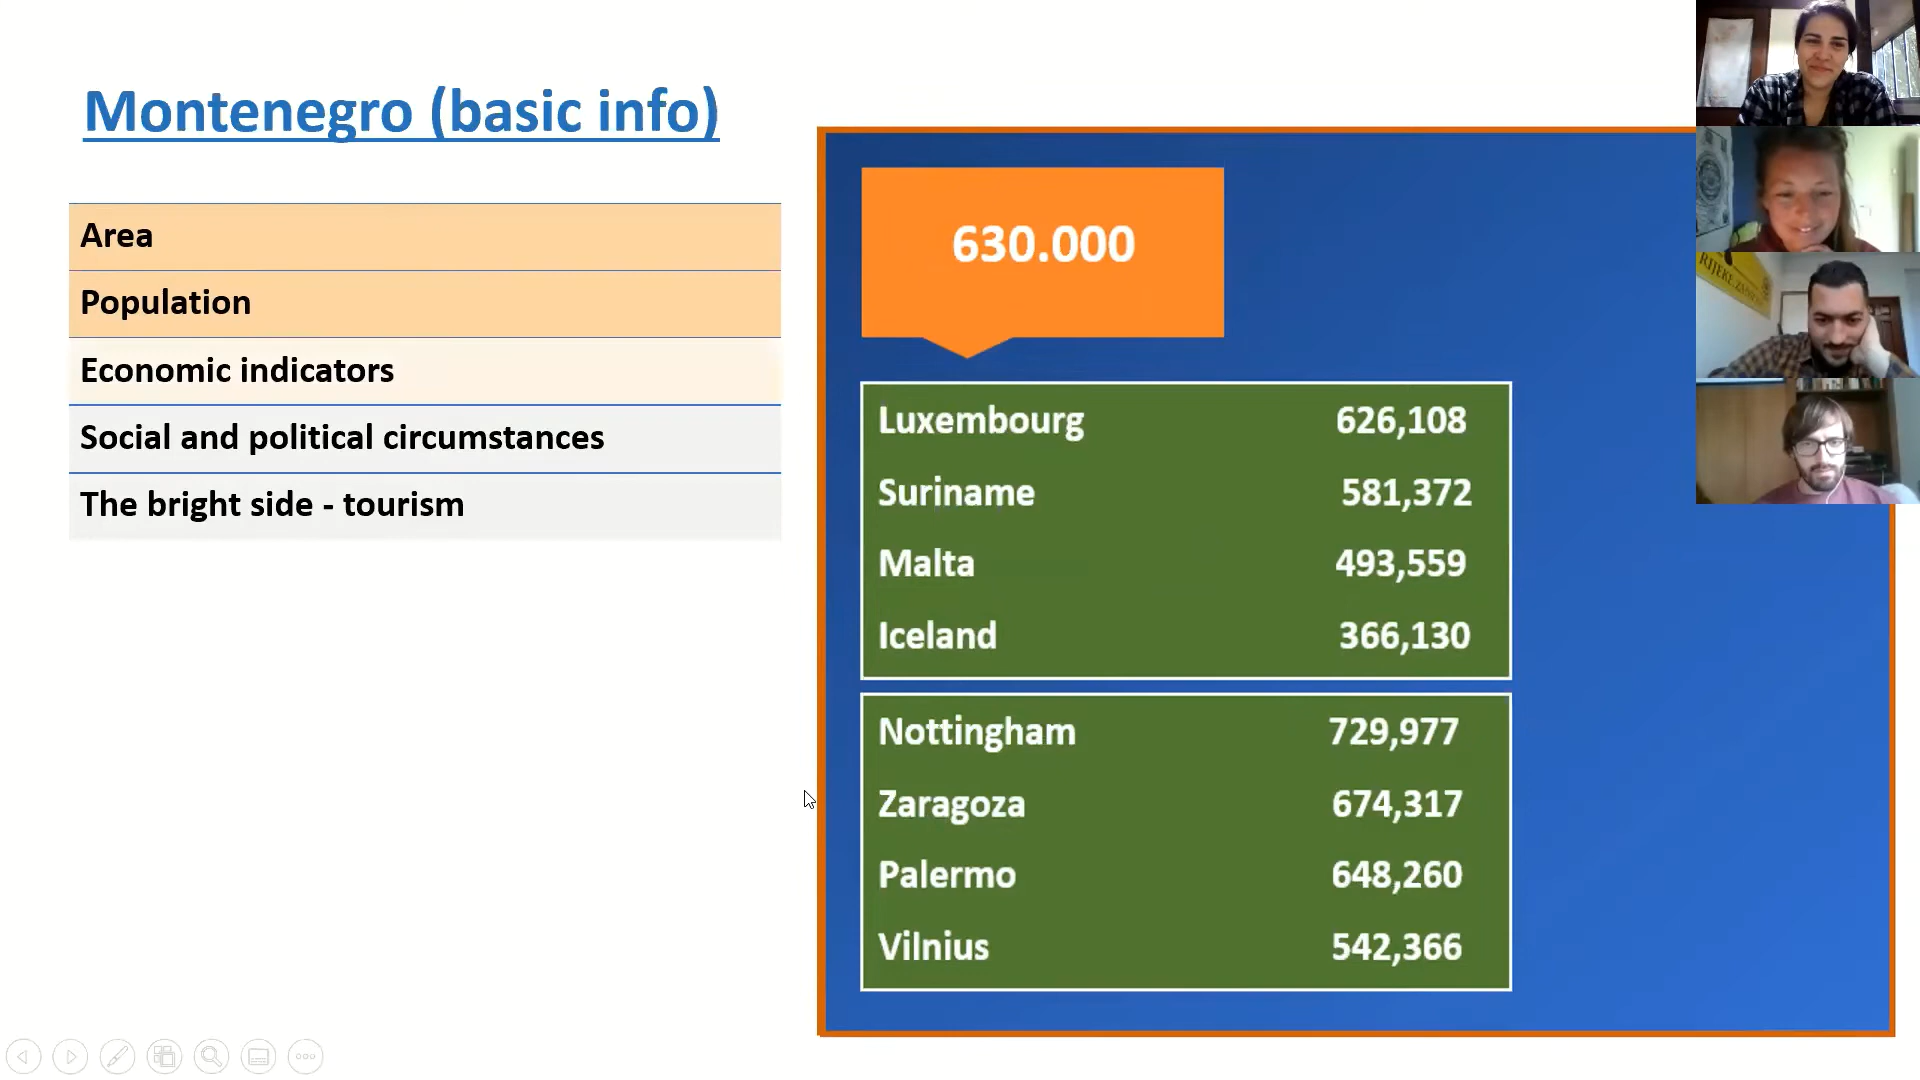 Montenegro (basic info)
Area
Population
Economic indicators
Social and political circumstances
The bright side - tourism
630.000
Luxembourg 626,108
Suriname 581,372
Malta 493,559
Iceland 366,130
Nottingham 729,977
Zaragoza 674,317
Palermo 648,260
Vilnius 542,366
RIJEKE